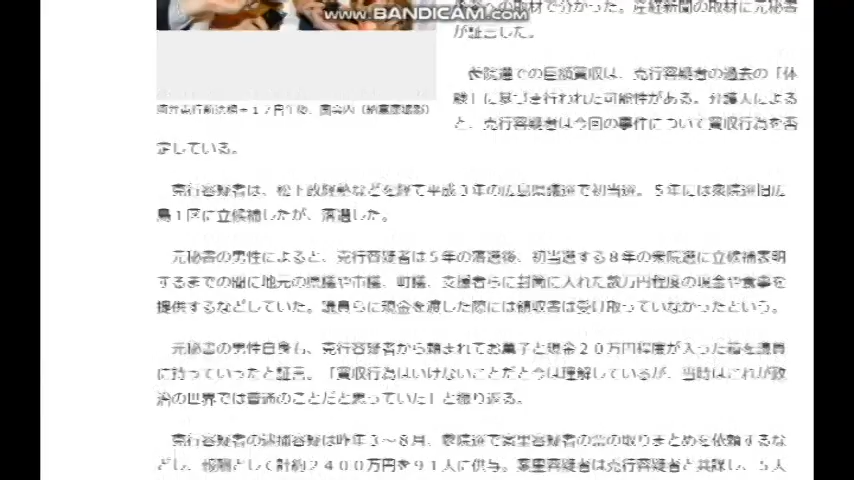 www.BANDICAM.com
の取材で分かった。産経新聞の取材に元秘書
が証言した。
衆院選での巨額買収は、克行容疑者の過去の「体
験」に基づき行われた可能性がある。弁護人による
と、克行容疑者は今回の事件について買収行為を否
定している。
克行容疑者は、松下政経塾などを経て平成３年の広島県議選で初当選。５年には衆院選旧広
島１区に立候補したが、落選した。
元秘書の男性によると、克行容疑者は５年の落選後、初当選する８年の衆院選に立候補表明
するまでの間に地元の県議や市議、町議、支援者らに封筒に入れた数万円程度の現金や食事を
提供するなどしていた。議員らに現金を渡した際には領収書は受け取っていなかったという。
元秘書の男性自身も、克行容疑者から頼まれてお菓子と現金２０万円程度が入った箱を議員
に持っていったと証言。「買収行為はいけないことだと今は理解しているが、当時はこれが政
治の世界では普通のことだと思っていた」と振り返る。
克行容疑者の逮捕容疑は昨年３～８月、参院選で案里容疑者の票の取りまとめを依頼するな
どし、報酬として計約２４００万円を９１人に供与。案里容疑者は克行容疑者と共謀し、５人